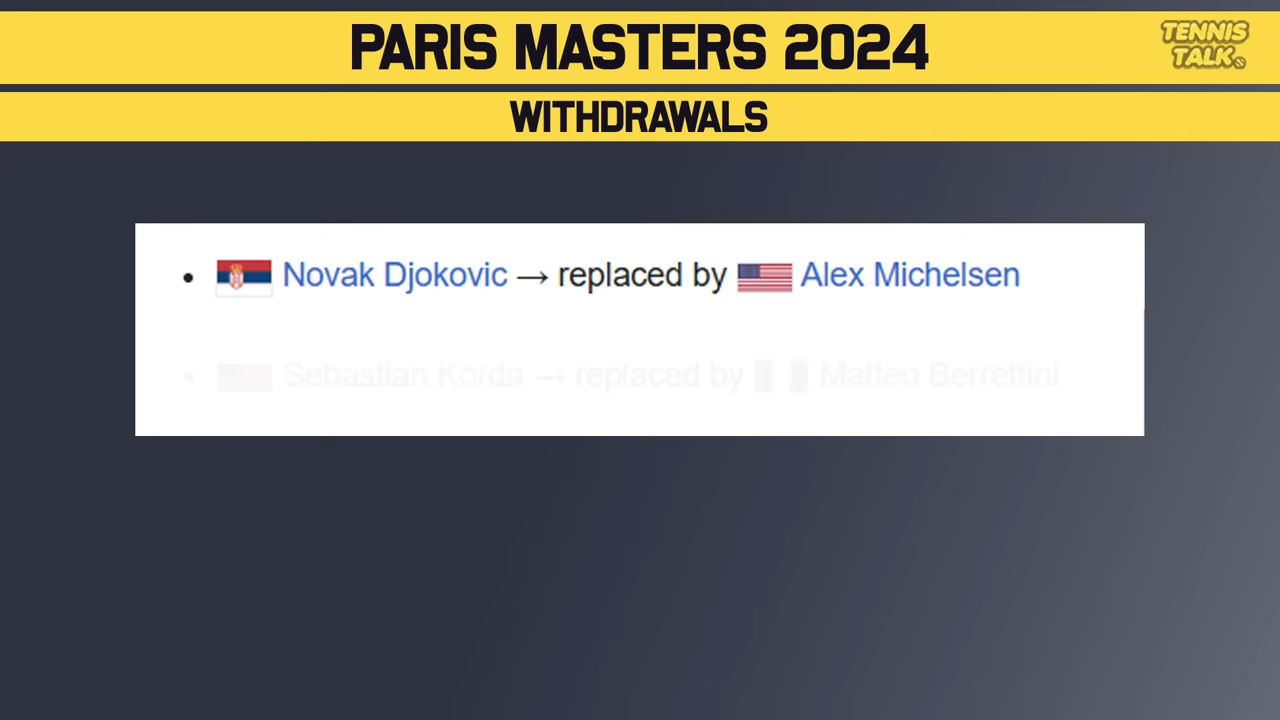 PARIS MASTERS 2024
TENNIS
TALK
WITHDRAWALS
• Novak Djokovic → replaced by Alex Michelsen
• Sebastian Korda → replaced by Matteo Berrettini